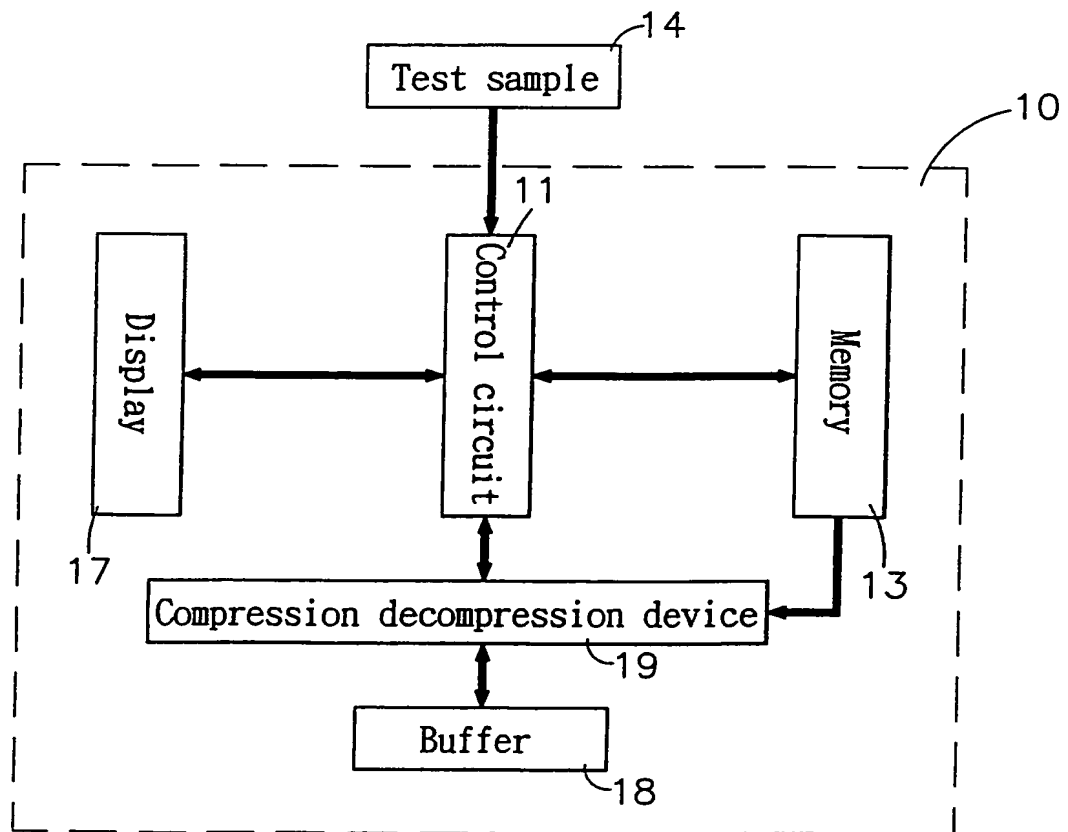 14
Test sample
10
11
Control circuit
Display
Memory
17
13
Compression decompression device
19
Buffer
18